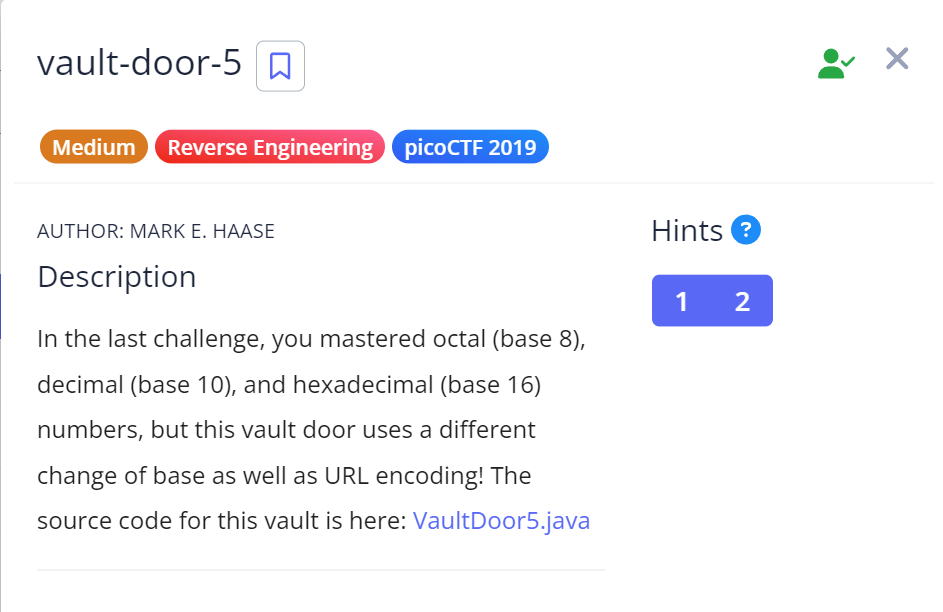 vault-door-5
Medium Reverse Engineering picoCTF 2019
AUTHOR: MARK E. HAASE
Description
In the last challenge, you mastered octal (base 8),
decimal (base 10), and hexadecimal (base 16)
numbers, but this vault door uses a different
change of base as well as URL encoding! The
source code for this vault is here: VaultDoor5.java
Hints ?
1 2